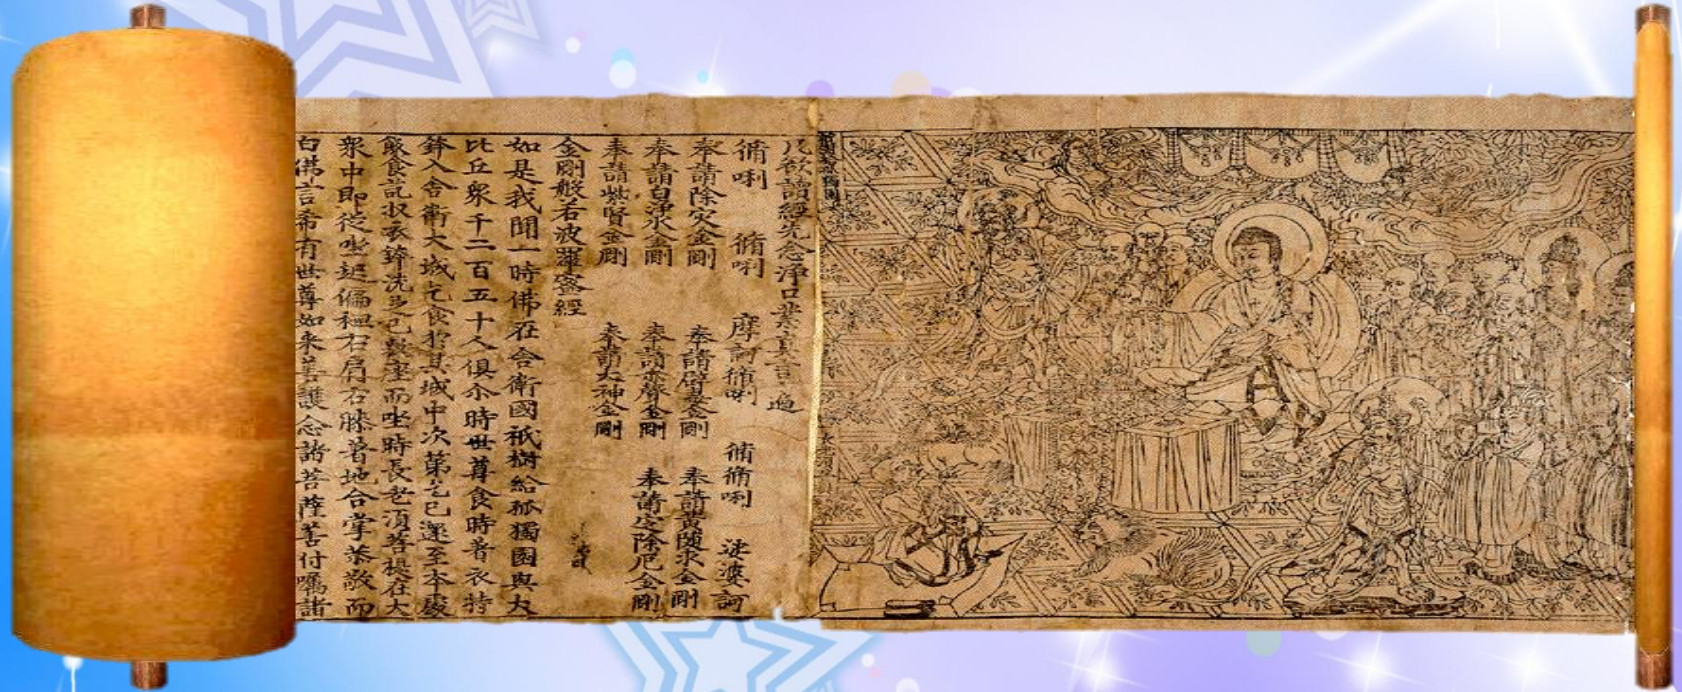 凡欲讀經先念淨口業真言一遍
脩唎 脩唎 摩訶脩唎 脩脩唎 娑婆訶
奉請除灾金剛 奉請辟毒金剛 奉請黃隨求金剛
奉請白淨水金剛 奉請赤聲金剛 奉請定除厄金剛
奉請紫賢金剛 奉請大神金剛
金剛般若波羅蜜經
如是我聞一時佛在舍衛國祇樹給孤獨園與大
比丘衆千二百五十人俱尒時世尊食時著衣持
鉢入舍衛大城乞食於其城中次第乞已還至本處
飯食訖收衣鉢洗足已敷座而坐時長老須菩提在大
衆中即從坐起偏袒右肩右膝著地合掌恭敬而
白佛言希有世尊如來善護念諸菩薩善付囑諸